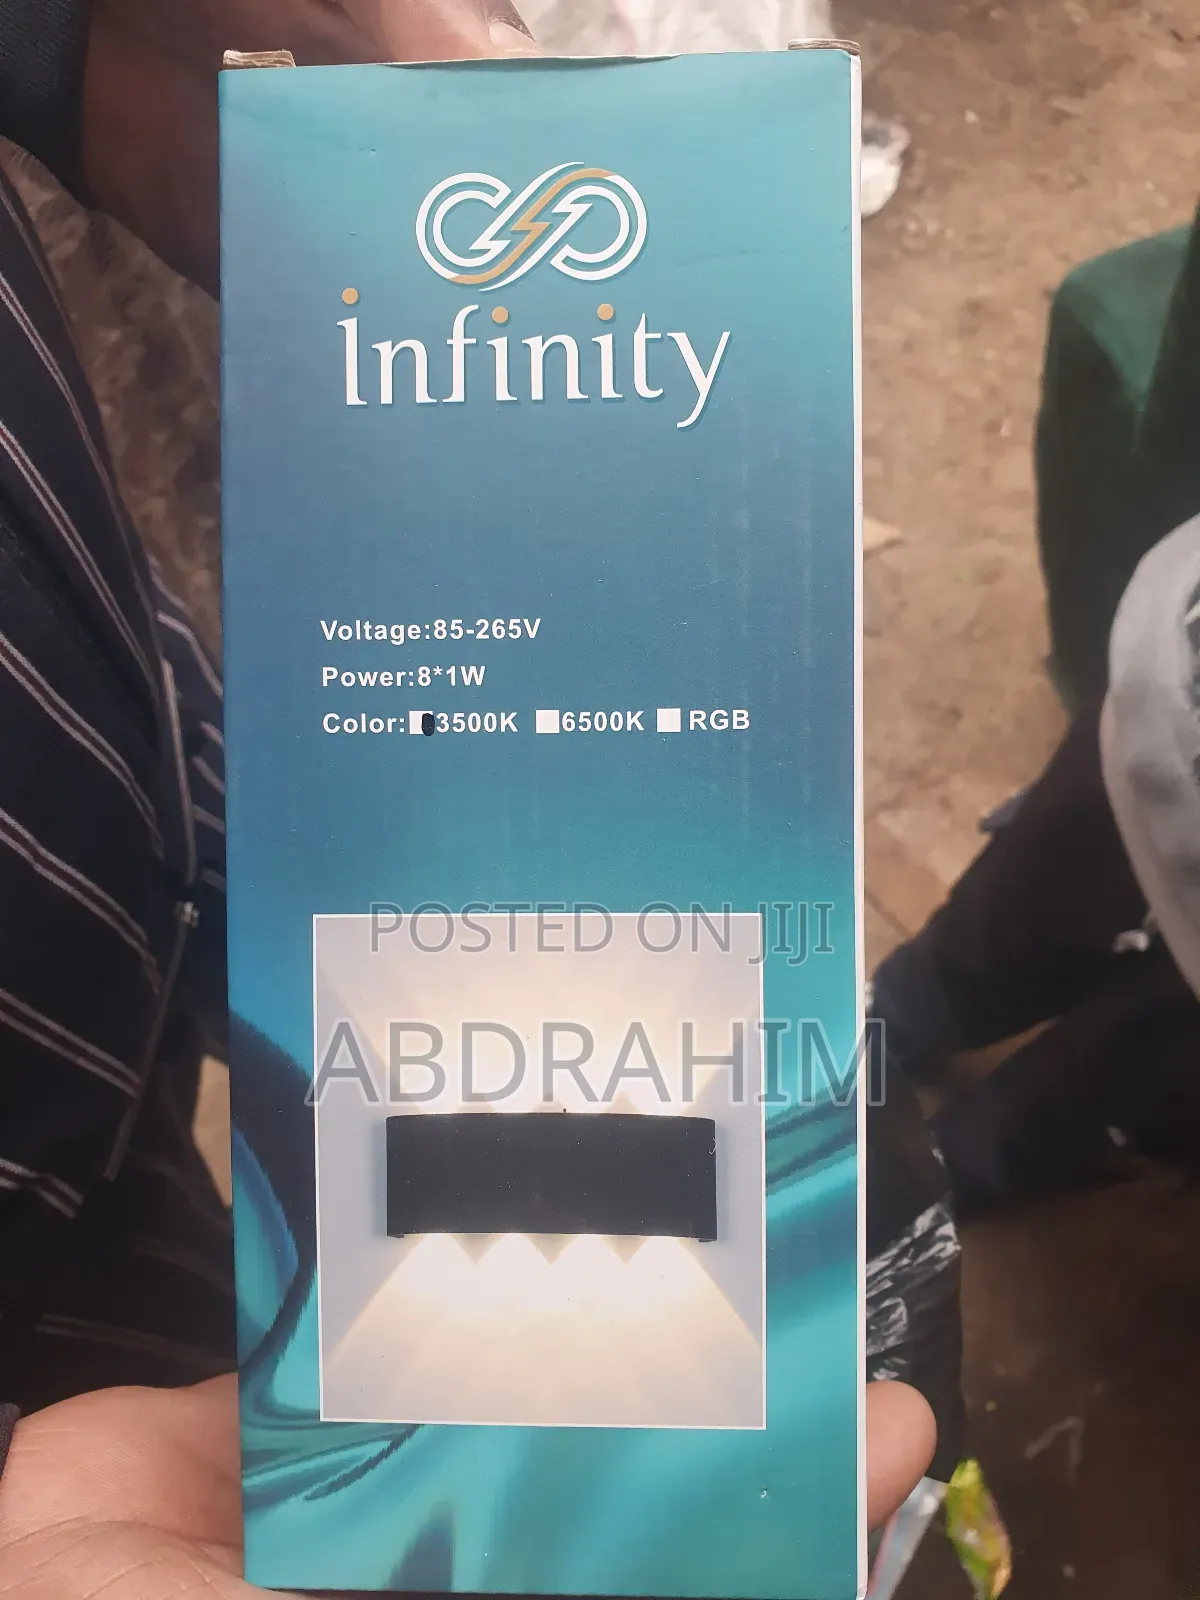 infinity
Voltage:85-265V
Power:8*1W
Color: 3500K 6500K RGB
POSTED ON JIJI
ABDRAHIM